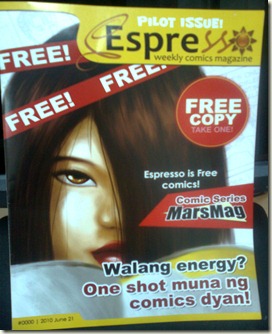 PILOT ISSUE!
Espresso
weekly comics magazine
FREE!
FREE!
FREE!
FREE
COPY
TAKE ONE!
Espresso is Free
comics!
Comic Series
MarsMag
Walang energy?
One shot muna ng
comics dyan!
#0000 | 2010 June 21